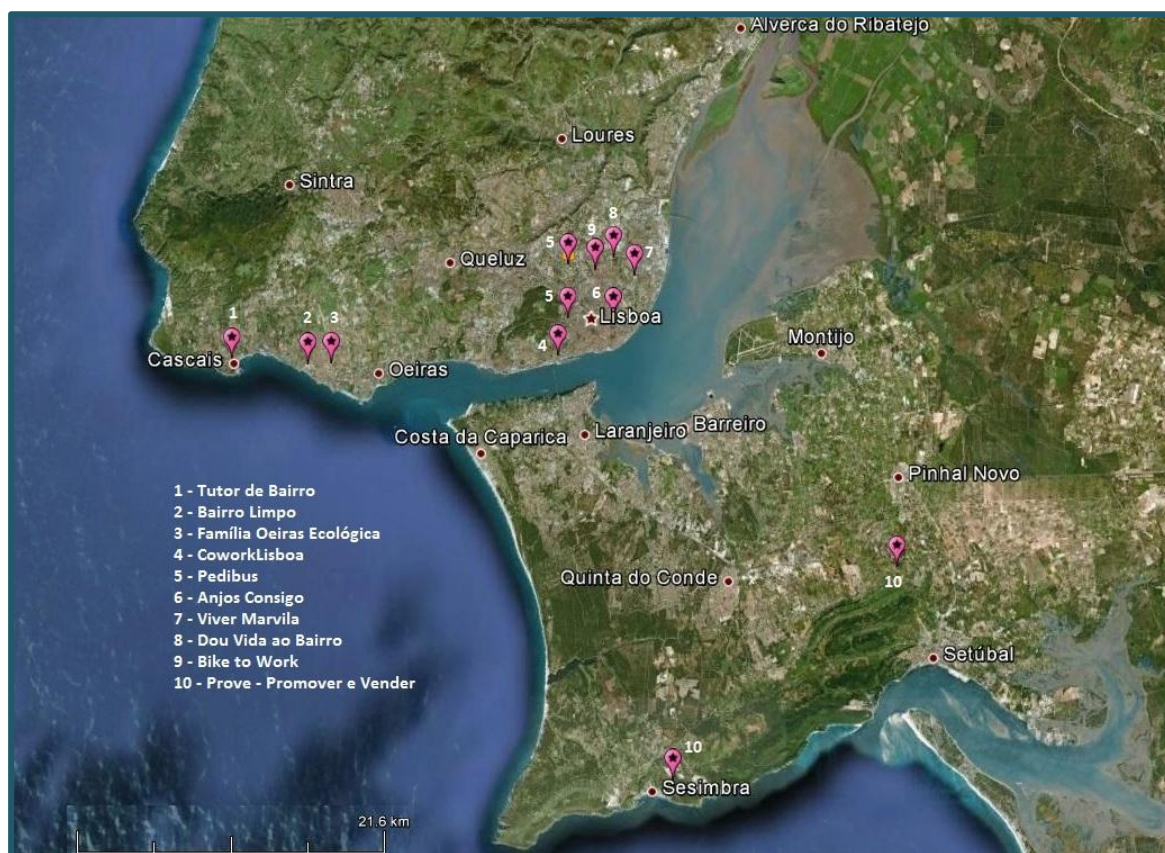 Alverca do Ribatejo
Loures
Sintra
8
9
5
7
Queluz
5
6
Lisboa
1
2
3
4
Montijo
Cascais
Oeiras
Costa da Caparica
Laranjeiro
Barreiro
Pinhal Novo
1 - Tutor de Bairro
2 - Bairro Limpo
3 - Família Oeiras Ecológica
4 - CoworkLisboa
5 - Pedibus
6 - Anjos Consigo
7 - Viver Marvila
8 - Dou Vida ao Bairro
9 - Bike to Work
10 - Prove - Promover e Vender
Quinta do Conde
10
Setúbal
10
Sesimbra
21.6 km